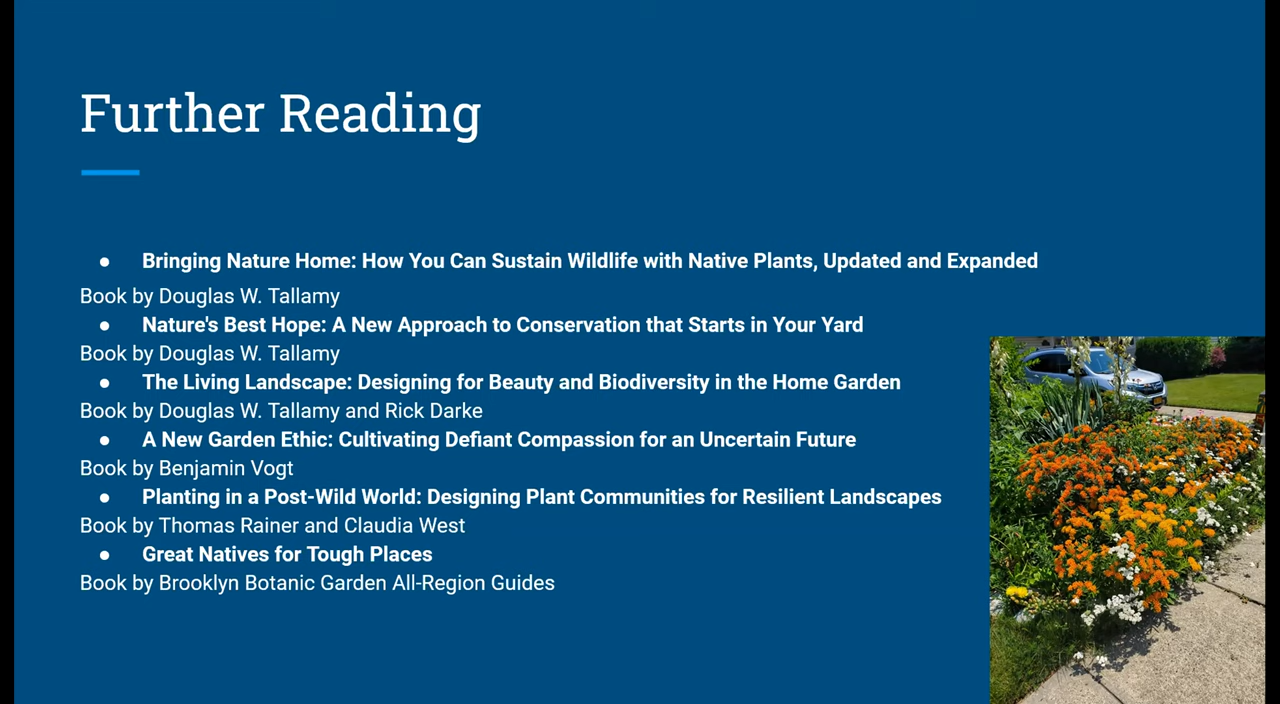 Further Reading
● Bringing Nature Home: How You Can Sustain Wildlife with Native Plants, Updated and Expanded
Book by Douglas W. Tallamy
● Nature's Best Hope: A New Approach to Conservation that Starts in Your Yard
Book by Douglas W. Tallamy
● The Living Landscape: Designing for Beauty and Biodiversity in the Home Garden
Book by Douglas W. Tallamy and Rick Darke
● A New Garden Ethic: Cultivating Defiant Compassion for an Uncertain Future
Book by Benjamin Vogt
● Planting in a Post-Wild World: Designing Plant Communities for Resilient Landscapes
Book by Thomas Rainer and Claudia West
● Great Natives for Tough Places
Book by Brooklyn Botanic Garden All-Region Guides